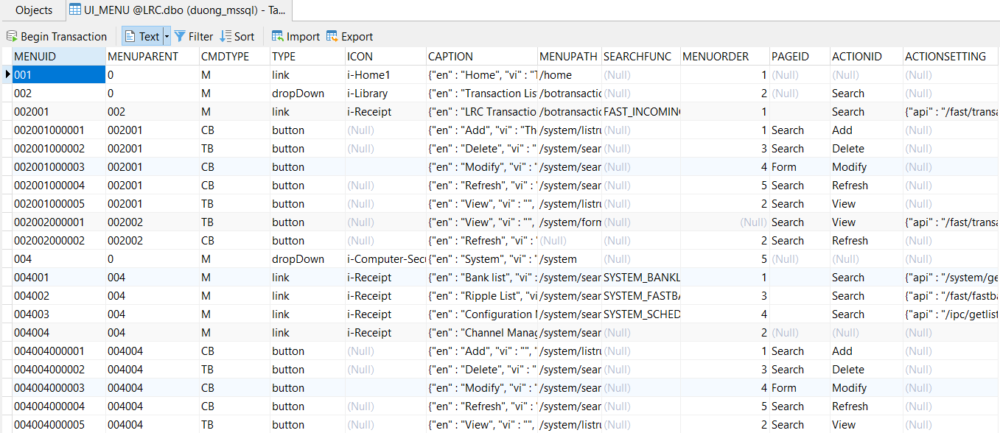 Objects UI_MENU @LRC.dbo (duong_mssql) - Ta...
Begin Transaction Text Filter Sort Import Export
MENUID MENUPARENT CMDTYPE TYPE ICON CAPTION MENUPATH SEARCHFUNC MENUORDER PAGEID ACTIONID ACTIONSETTING
001 0 M link i-Home1 {"en" : "Home", "vi" : "T /home (Null) 1 (Null) (Null) (Null)
002 0 M dropDown i-Library {"en" : "Transaction Lis /botransactic (Null) 2 (Null) Search (Null)
002001 002 M link i-Receipt {"en" : "LRC Transactio /botransactic FAST_INCOMING 1 Search {"api" : "/fast/transa
002001000001 002001 CB button (Null) {"en" : "Add", "vi" : "Th /system/listru (Null) 1 Search Add (Null)
002001000002 002001 TB button (Null) {"en" : "Delete", "vi" : " /system/sear (Null) 3 Search Delete (Null)
002001000003 002001 CB button {"en" : "Modify", "vi" : " /system/sear (Null) 4 Form Modify (Null)
002001000004 002001 CB button (Null) {"en" : "Refresh", "vi" : ' /system/sear (Null) 5 Search Refresh (Null)
002001000005 002001 TB button (Null) {"en" : "View", "vi" : "", /system/listru (Null) 2 Search View (Null)
002002000001 002002 TB button (Null) {"en" : "View", "vi" : "", /system/form (Null) (Null) Search View {"api" : "/fast/transa
002002000002 002002 CB button (Null) {"en" : "Refresh", "vi" : ' (Null) (Null) 2 Search Refresh (Null)
004 0 M dropDown i-Computer-Secu {"en" : "System", "vi" : ' /system (Null) 5 (Null) (Null) (Null)
004001 004 M link i-Receipt {"en" : "Bank list", "vi" : /system/sear SYSTEM_BANKL 1 Search {"api" : "/system/ge
004002 004 M link i-Receipt {"en" : "Ripple List", "vi /system/sear SYSTEM_FASTBA 3 Search {"api" : "/fast/fastba
004003 004 M link i-Receipt {"en" : "Configuration M /system/sear SYSTEM_SCHED 4 Search {"api" : "/ipc/getlist
004004 004 M link i-Receipt {"en" : "Channel Manag /system/sear (Null) 2 (Null) (Null) (Null)
004004000001 004004 CB button (Null) {"en" : "Add", "vi" : "", " /system/listru (Null) 1 Search Add (Null)
004004000002 004004 TB button (Null) {"en" : "Delete", "vi" : " /system/sear (Null) 3 Search Delete (Null)
004004000003 004004 CB button {"en" : "Modify", "vi" : " /system/sear (Null) 4 Form Modify (Null)
004004000004 004004 CB button (Null) {"en" : "Refresh", "vi" : ' /system/sear (Null) 5 Search Refresh (Null)
004004000005 004004 TB button (Null) {"en" : "View", "vi" : "", /system/listru (Null) 2 Search View (Null)